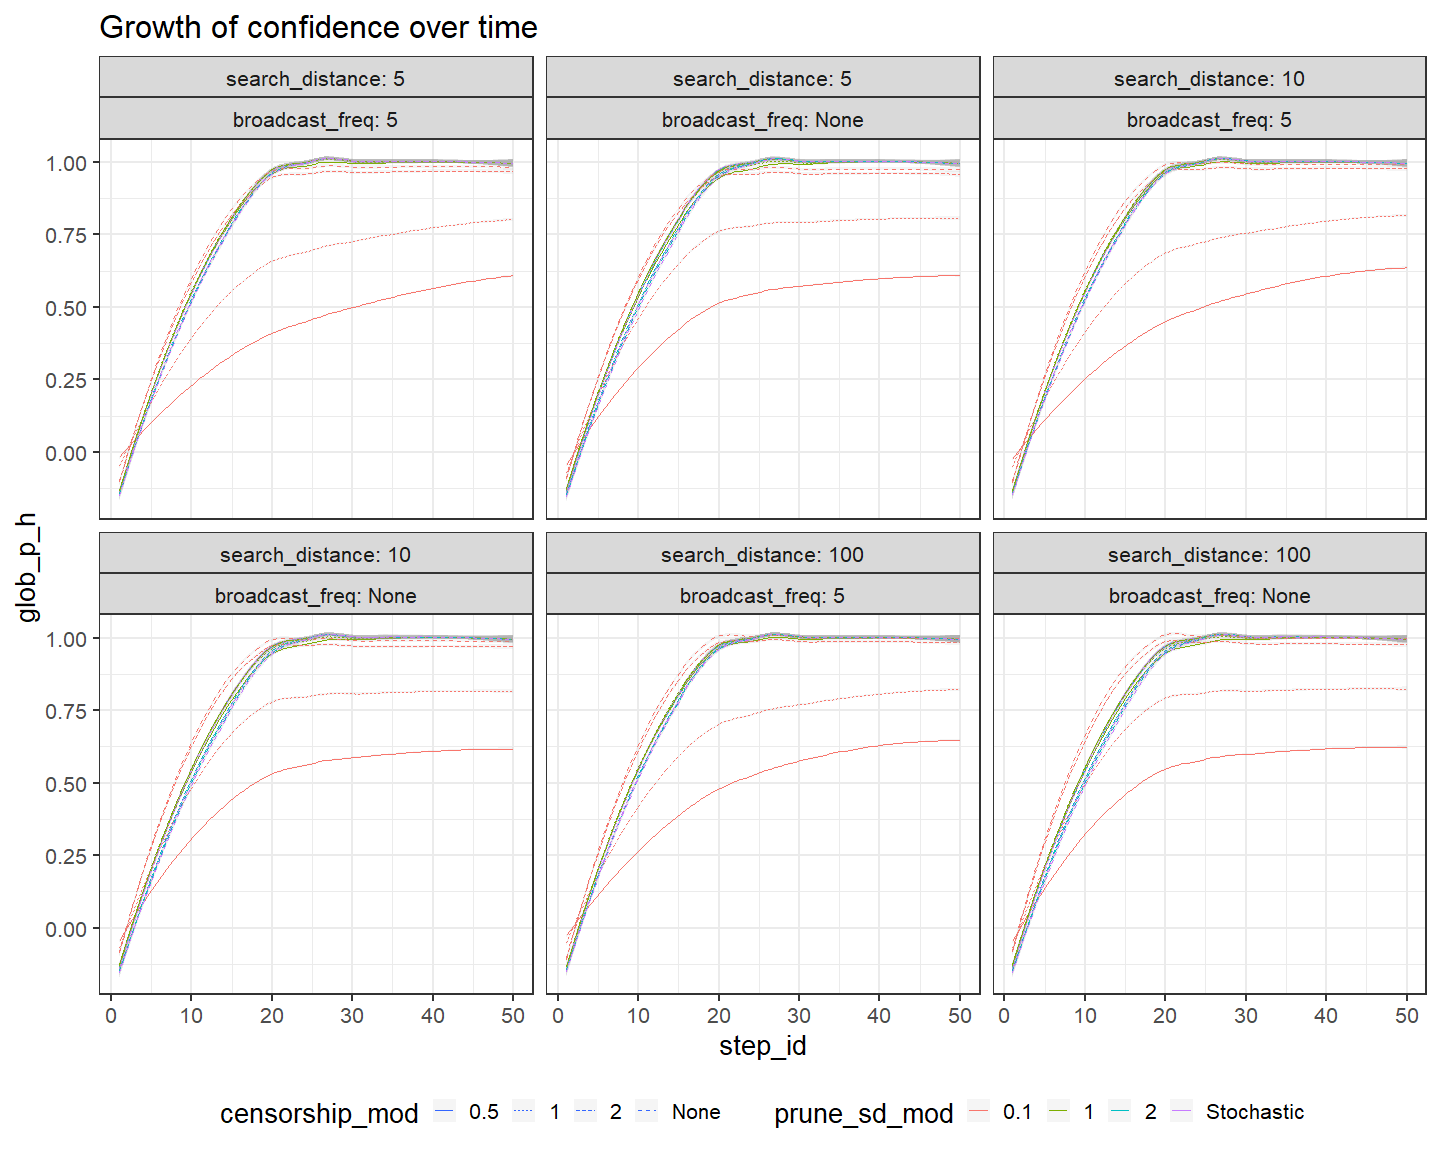 Growth of confidence over time
search_distance: 5
search_distance: 5
search_distance: 10
broadcast_freq: 5
broadcast_freq: None
broadcast_freq: 5
1.00
0.75
0.50
0.25
0.00
glob_p_h
search_distance: 10
search_distance: 100
search_distance: 100
broadcast_freq: None
broadcast_freq: 5
broadcast_freq: None
1.00
0.75
0.50
0.25
0.00
0 10 20 30 40 50 0 10 20 30 40 50 0 10 20 30 40 50
step_id
censorship_mod 0.5 1 2 None prune_sd_mod 0.1 1 2 Stochastic